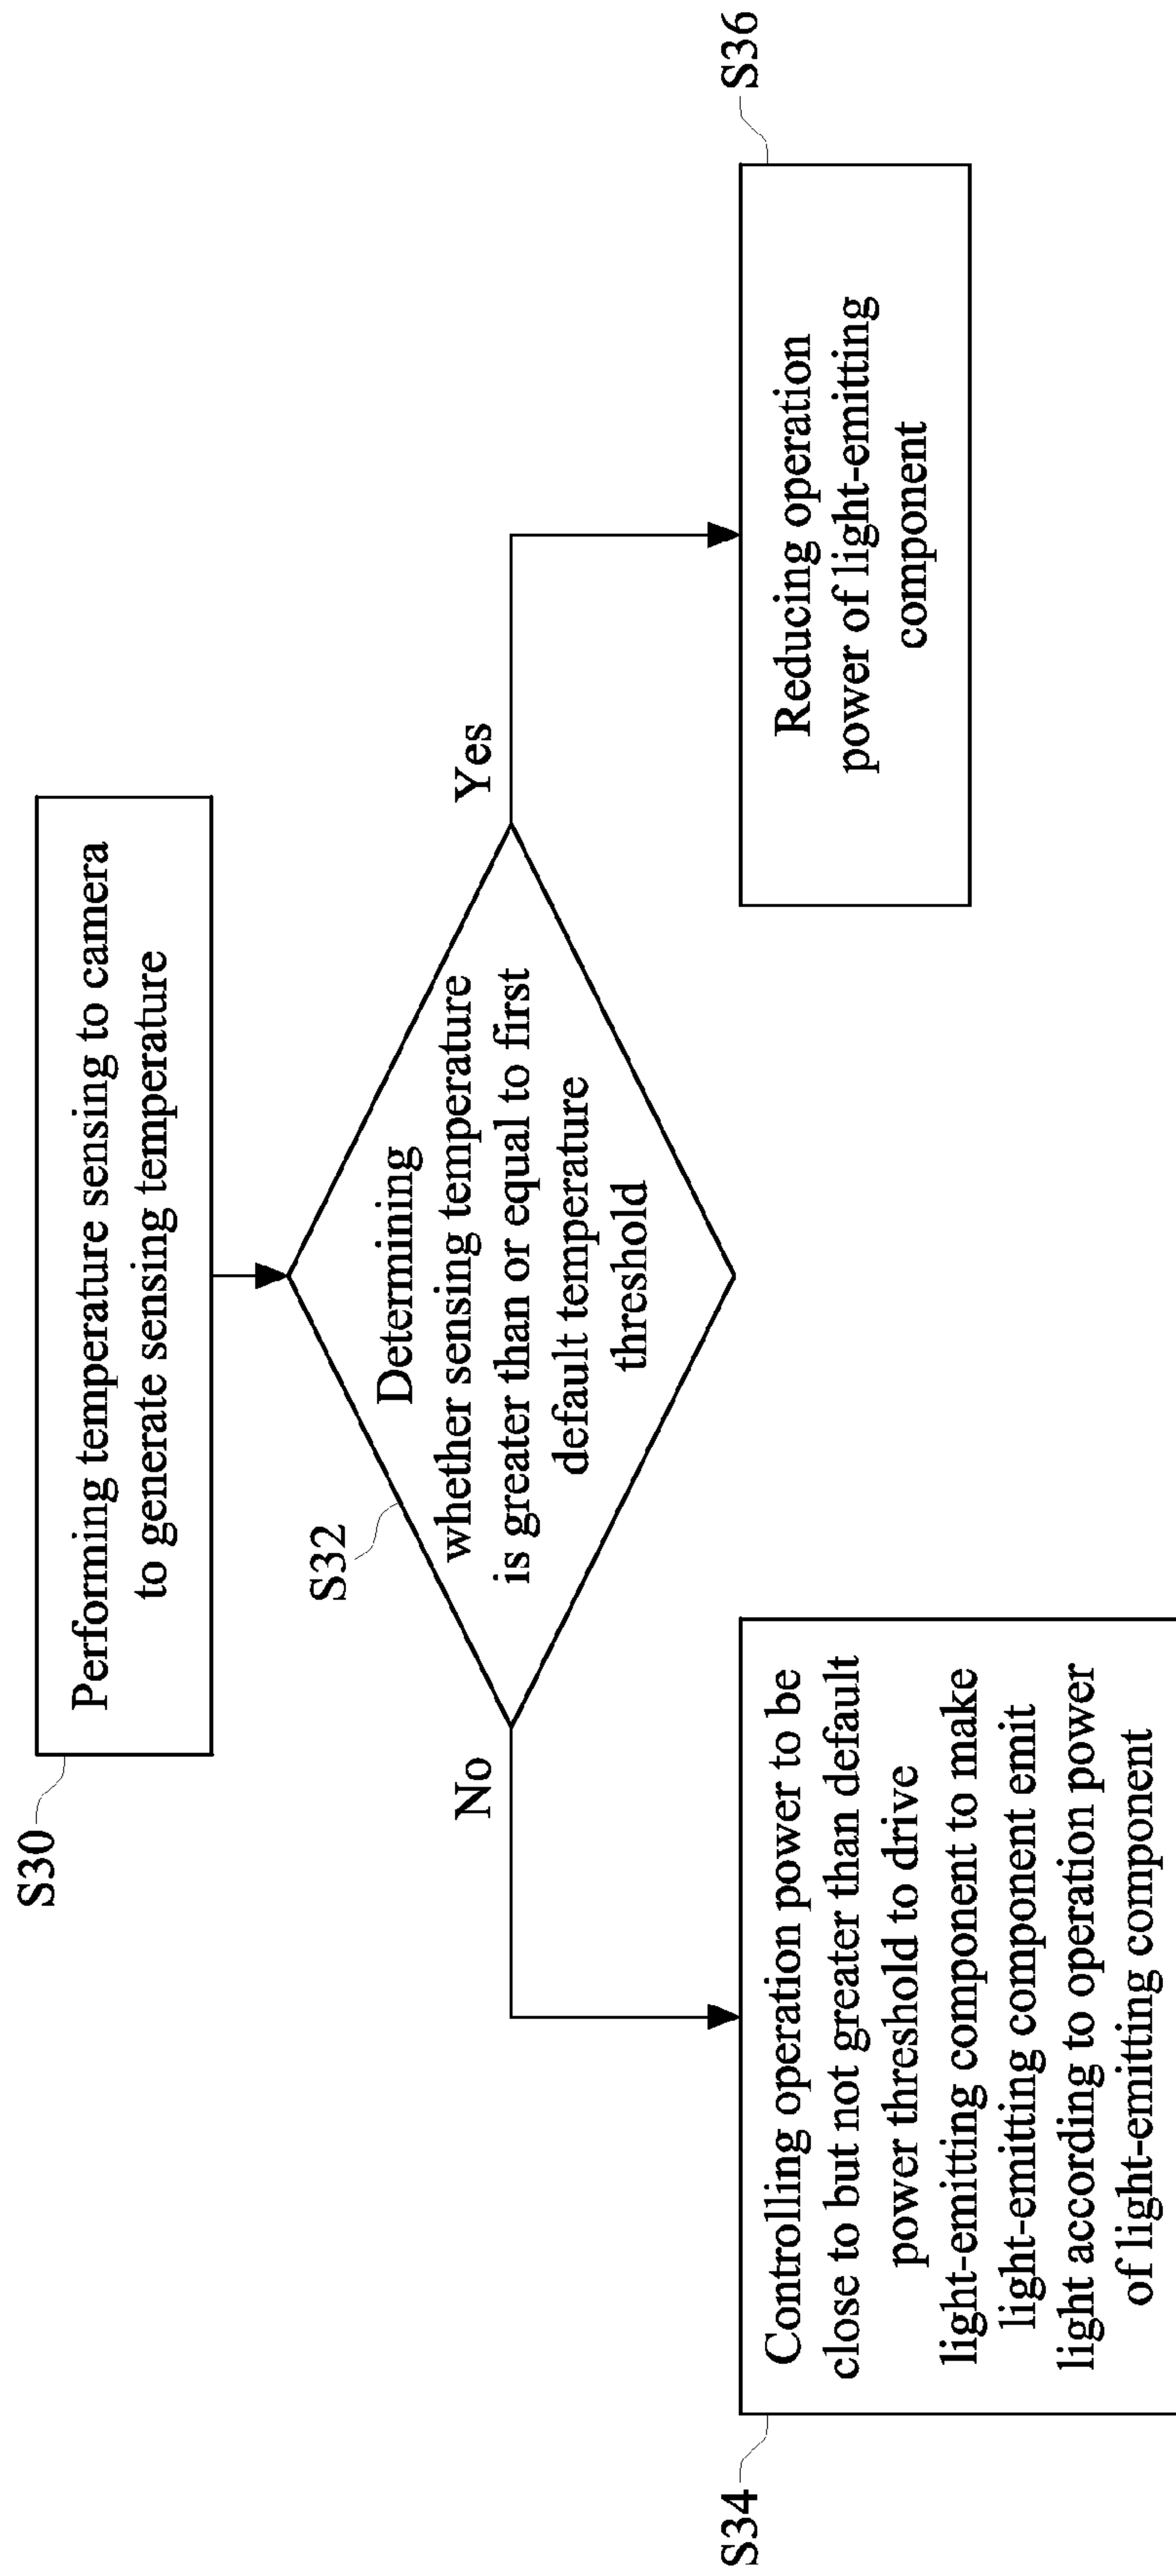 S30
Performing temperature sensing to camera
to generate sensing temperature
S32
Determining
whether sensing temperature
is greater than or equal to first
default temperature
threshold
No
Yes
S34
Controlling operation power to be
close to but not greater than default
power threshold to drive
light-emitting component to make
light-emitting component emit
light according to operation power
of light-emitting component
S36
Reducing operation
power of light-emitting
component